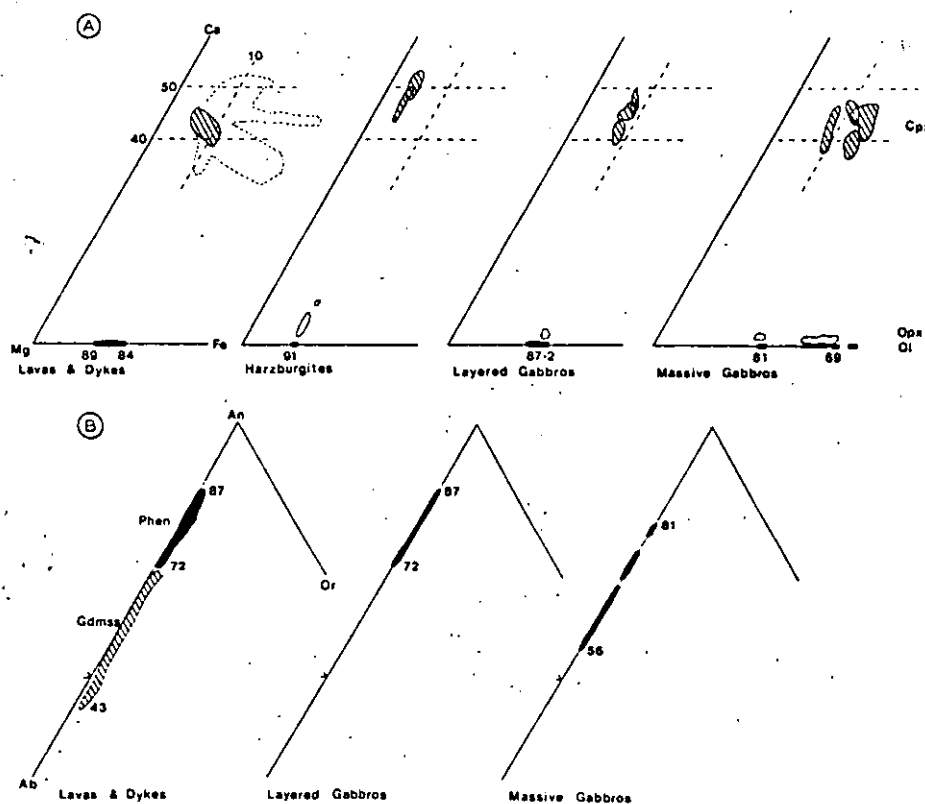 A
Ca
10
50
40
Cpx
Mg
89
84
Fe
91
87-2
81
69
Opx
Ol
Lavas & Dykes
Harzburgites
Layered Gabbros
Massive Gabbros
B
An
87
Phen
72
Or
Gdmss
43
Ab
87
72
81
56
Lavas & Dykes
Layered Gabbros
Massive Gabbros